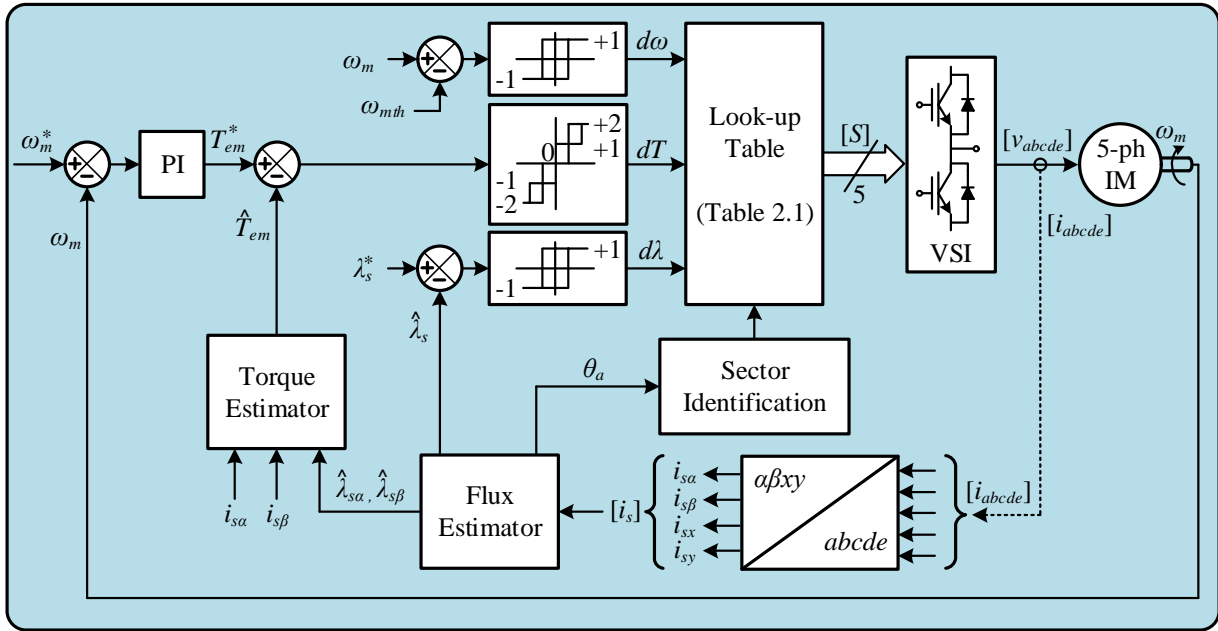 ω_m
ω_mth
+1
-1
dω
ω_m^*
PI
T_em^*
+2
+1
0
-1
-2
dT
Look-up
Table
(Table 2.1)
[S]
5
VSI
[v_abcde]
[i_abcde]
5-ph
IM
ω_m
ω_m
T̂_em
λ_s^*
+1
-1
dλ
λ̂_s
Torque
Estimator
θ_a
Sector
Identification
i_sα
i_sβ
λ̂_sα , λ̂_sβ
Flux
Estimator
[i_s]
i_sα
i_sβ
i_sx
i_sy
αβxy
abcde
[i_abcde]